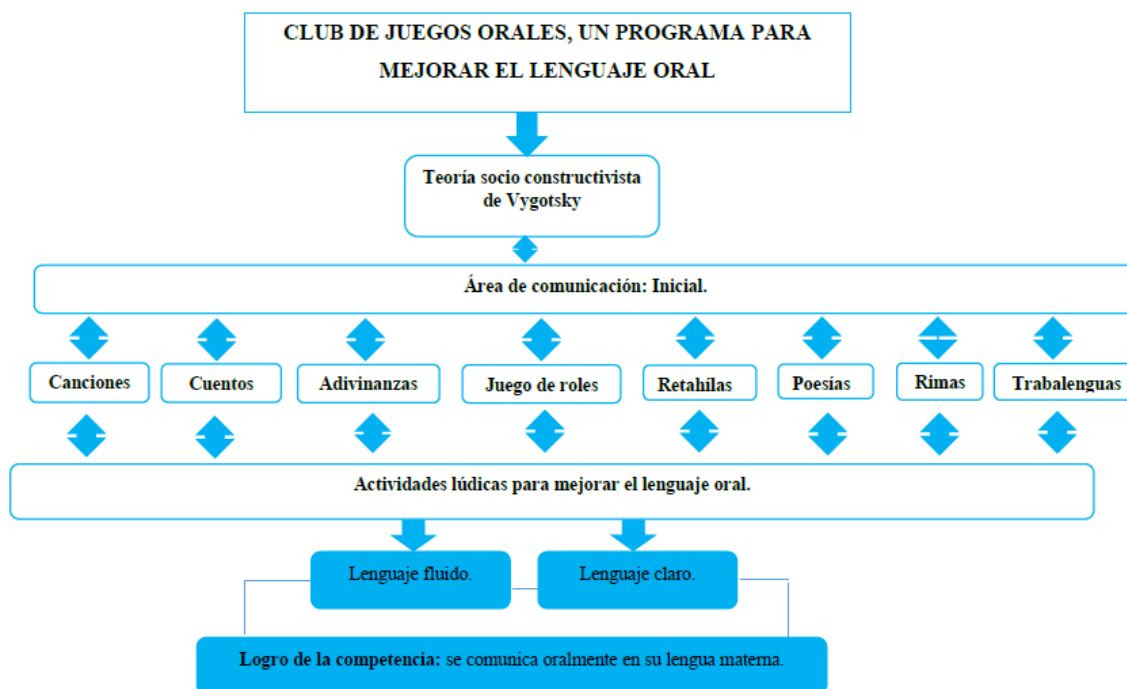 CLUB DE JUEGOS ORALES, UN PROGRAMA PARA
MEJORAR EL LENGUAJE ORAL
Teoría socio constructivista
de Vygotsky
Área de comunicación: Inicial.
Canciones
Cuentos
Adivinanzas
Juego de roles
Retahílas
Poesías
Rimas
Trabalenguas
Actividades lúdicas para mejorar el lenguaje oral.
Lenguaje fluido.
Lenguaje claro.
Logro de la competencia: se comunica oralmente en su lengua materna.